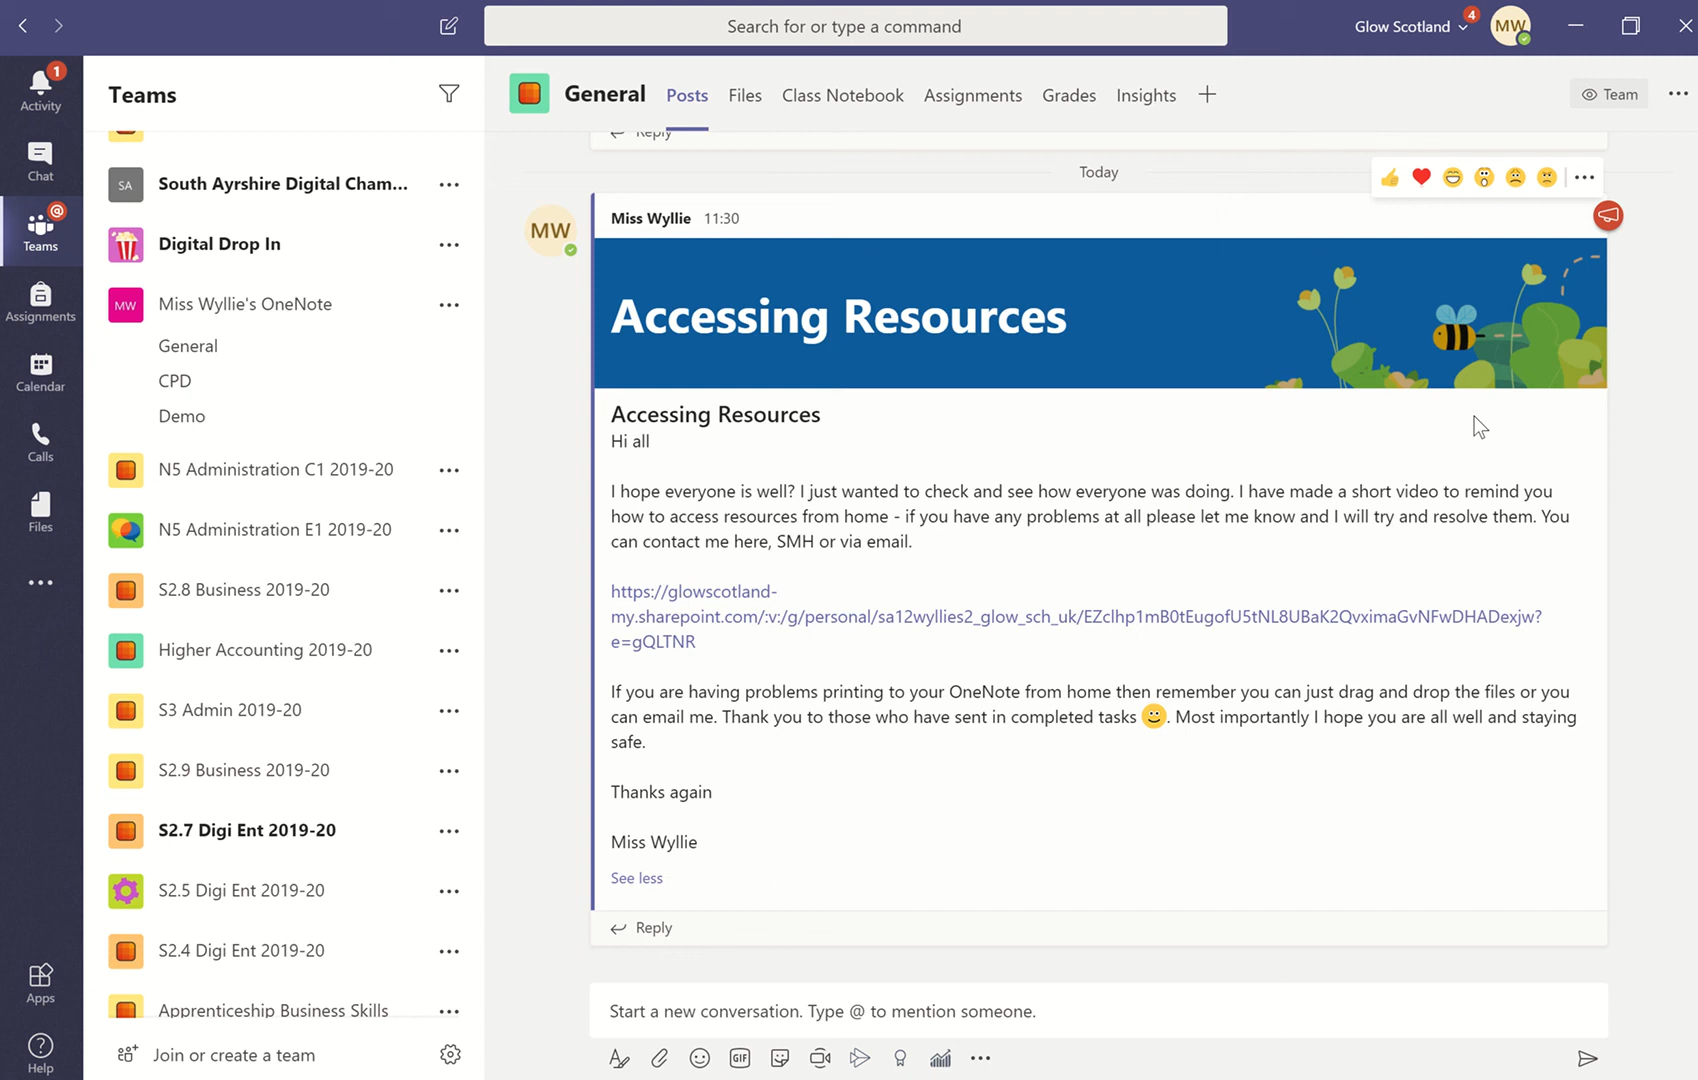 Search for or type a command
Glow Scotland
4
MW
1
Activity
Chat
@
Teams
Assignments
Calendar
Calls
Files
Apps
Help
Teams
SA
South Ayrshire Digital Cham...
Digital Drop In
MW
Miss Wyllie's OneNote
General
CPD
Demo
N5 Administration C1 2019-20
N5 Administration E1 2019-20
S2.8 Business 2019-20
Higher Accounting 2019-20
S3 Admin 2019-20
S2.9 Business 2019-20
S2.7 Digi Ent 2019-20
S2.5 Digi Ent 2019-20
S2.4 Digi Ent 2019-20
Apprenticeship Business Skills
Join or create a team
General
Posts
Files
Class Notebook
Assignments
Grades
Insights
Team
Reply
Today
MW
Miss Wyllie 11:30
Accessing Resources
Accessing Resources
Hi all
I hope everyone is well? I just wanted to check and see how everyone was doing. I have made a short video to remind you
how to access resources from home - if you have any problems at all please let me know and I will try and resolve them. You
can contact me here, SMH or via email.
https://glowscotland-
my.sharepoint.com/:v:/g/personal/sa12wyllies2_glow_sch_uk/EZclhp1mB0tEugofU5tNL8UBaK2QvximaGvNFwDHADexjw?
e=gQLTNR
If you are having problems printing to your OneNote from home then remember you can just drag and drop the files or you
can email me. Thank you to those who have sent in completed tasks 🙂. Most importantly I hope you are all well and staying
safe.
Thanks again
Miss Wyllie
See less
Reply
Start a new conversation. Type @ to mention someone.
GIF